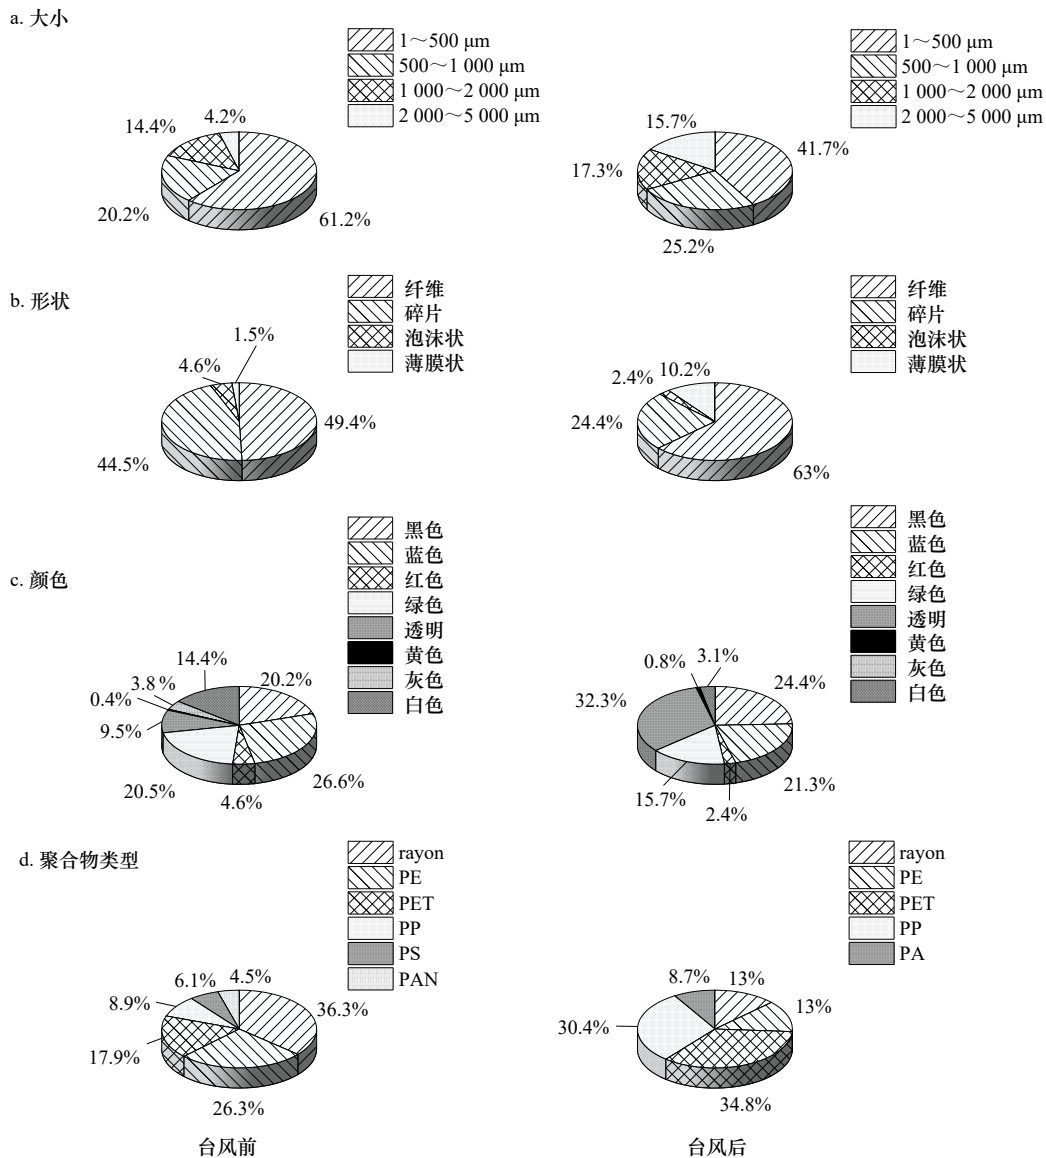 a. 大小
1～500 μm
500～1 000 μm
1 000～2 000 μm
2 000～5 000 μm
14.4%
4.2%
20.2%
61.2%
1～500 μm
500～1 000 μm
1 000～2 000 μm
2 000～5 000 μm
15.7%
41.7%
17.3%
25.2%
b. 形状
纤维
碎片
泡沫状
薄膜状
1.5%
4.6%
49.4%
44.5%
纤维
碎片
泡沫状
薄膜状
2.4%
10.2%
24.4%
63%
c. 颜色
黑色
蓝色
红色
绿色
透明
黄色
灰色
白色
14.4%
3.8 %
0.4%
9.5%
20.2%
20.5%
4.6%
26.6%
黑色
蓝色
红色
绿色
透明
黄色
灰色
白色
0.8%
3.1%
32.3%
24.4%
15.7%
2.4%
21.3%
d. 聚合物类型
rayon
PE
PET
PP
PS
PAN
6.1%
4.5%
8.9%
36.3%
17.9%
26.3%
rayon
PE
PET
PP
PA
8.7%
13%
13%
30.4%
34.8%
台风前
台风后